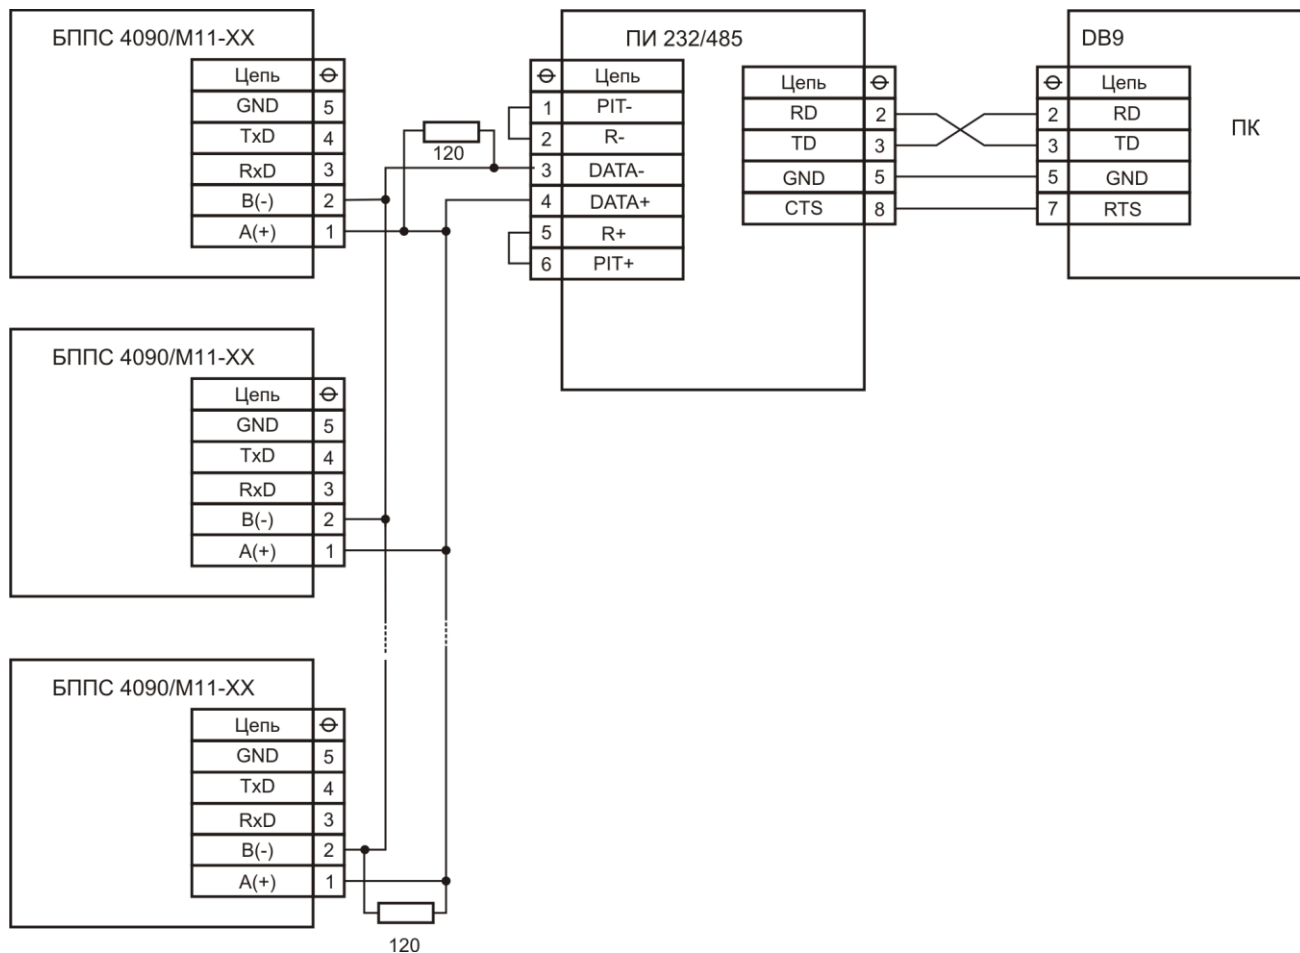 БППС 4090/М11-ХХ
Цепь
GND 5
TxD 4
RxD 3
B(-) 2
A(+) 1
120
ПИ 232/485
Цепь
1 PIT-
2 R-
3 DATA-
4 DATA+
5 R+
6 PIT+
Цепь
RD 2
TD 3
GND 5
CTS 8
DB9
Цепь
2 RD
3 TD
5 GND
7 RTS
ПК
БППС 4090/М11-ХХ
Цепь
GND 5
TxD 4
RxD 3
B(-) 2
A(+) 1
БППС 4090/М11-ХХ
Цепь
GND 5
TxD 4
RxD 3
B(-) 2
A(+) 1
120